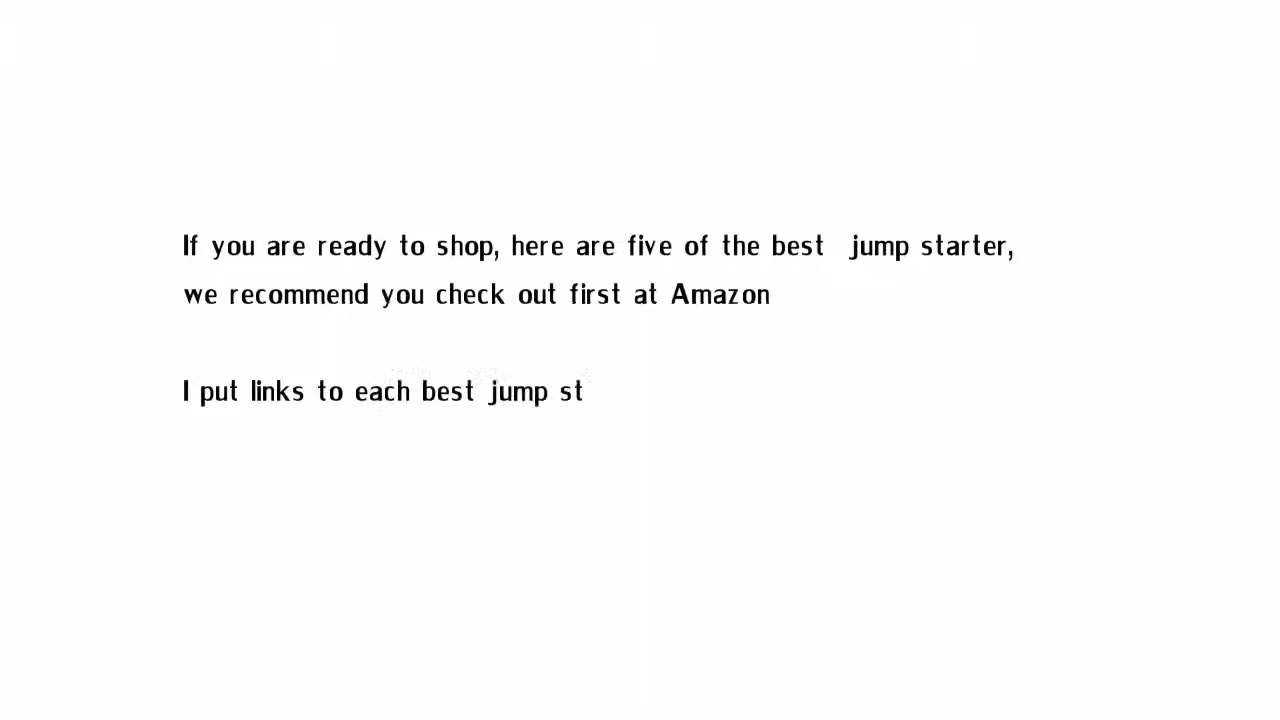 If you are ready to shop, here are five of the best  jump starter,
we recommend you check out first at Amazon
I put links to each best jump st